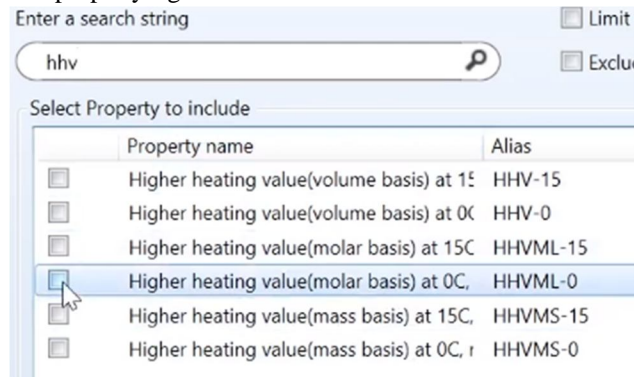 Enter a search string
Limit
hhv
Select Property to include
Property name Alias
Higher heating value(volume basis) at 15 HHV-15
Higher heating value(volume basis) at 0C HHV-0
Higher heating value(molar basis) at 15C HHVML-15
Higher heating value(molar basis) at 0C, HHVML-0
Higher heating value(mass basis) at 15C, HHVMS-15
Higher heating value(mass basis) at 0C, HHVMS-0